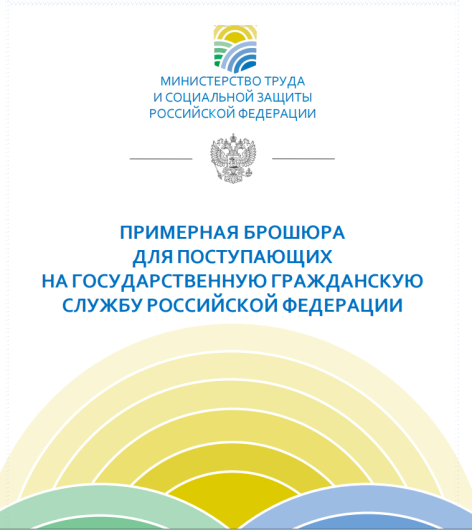 МИНИСТЕРСТВО ТРУДА
И СОЦИАЛЬНОЙ ЗАЩИТЫ
РОССИЙСКОЙ ФЕДЕРАЦИИ
ПРИМЕРНАЯ БРОШЮРА
ДЛЯ ПОСТУПАЮЩИХ
НА ГОСУДАРСТВЕННУЮ ГРАЖДАНСКУЮ
СЛУЖБУ РОССИЙСКОЙ ФЕДЕРАЦИИ